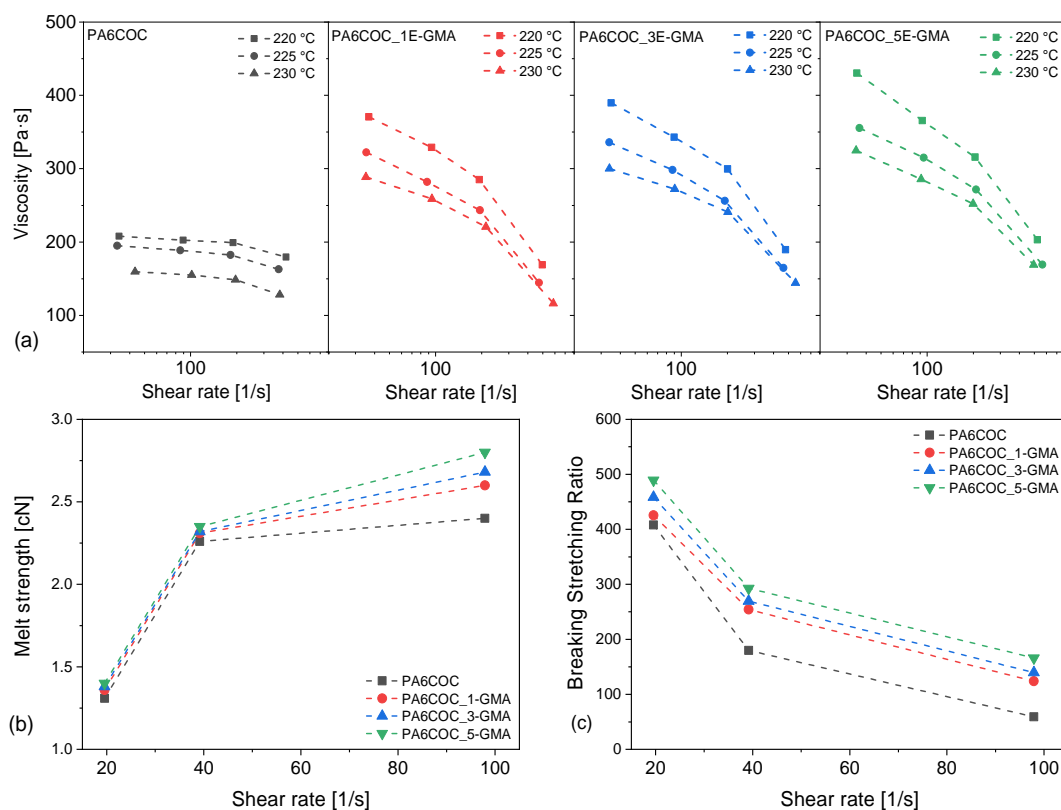 PA6COC
220 °C
225 °C
230 °C
PA6COC_1E-GMA
220 °C
225 °C
230 °C
PA6COC_3E-GMA
220 °C
225 °C
230 °C
PA6COC_5E-GMA
220 °C
225 °C
230 °C
500
400
300
200
100
Viscosity [Pa·s]
(a)
100
100
100
100
Shear rate [1/s]
Shear rate [1/s]
Shear rate [1/s]
Shear rate [1/s]
3.0
2.5
2.0
1.5
1.0
Melt strength [cN]
PA6COC
PA6COC_1-GMA
PA6COC_3-GMA
PA6COC_5-GMA
(b)
20
40
60
80
100
Shear rate [1/s]
600
500
400
300
200
100
0
Breaking Stretching Ratio
PA6COC
PA6COC_1-GMA
PA6COC_3-GMA
PA6COC_5-GMA
(c)
20
40
60
80
100
Shear rate [1/s]